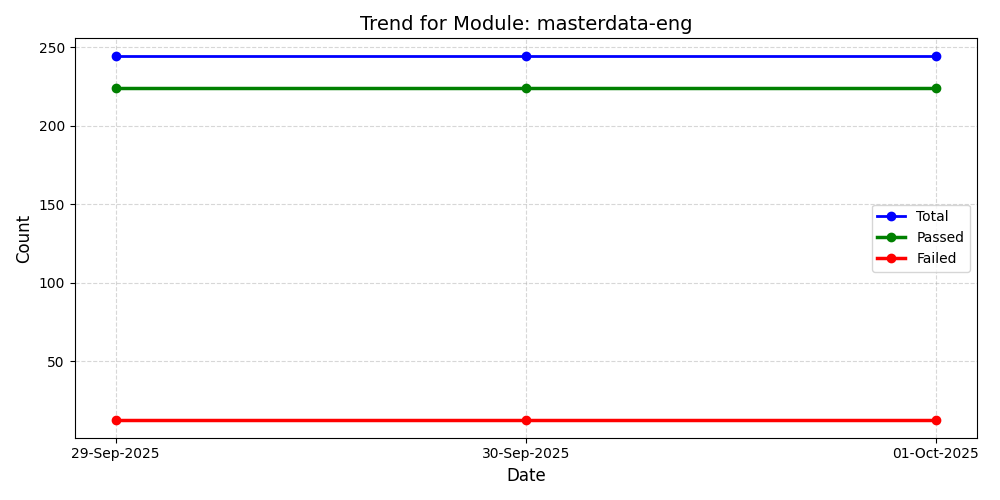 Trend for Module: masterdata-eng
250
200
150
100
50
Count
Total
Passed
Failed
29-Sep-2025
30-Sep-2025
01-Oct-2025
Date